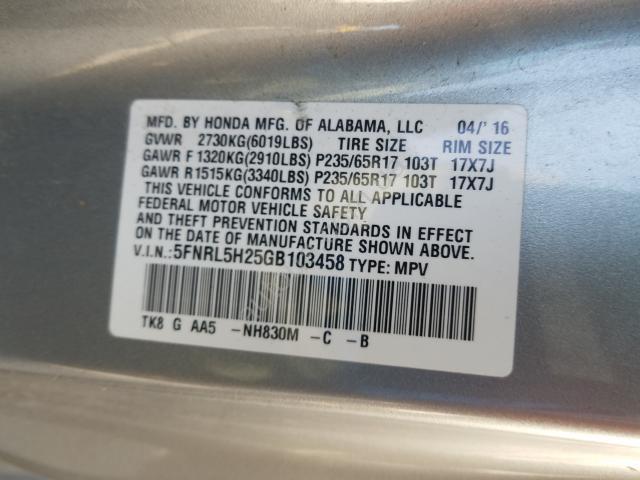 MFD. BY HONDA MFG. OF ALABAMA, LLC 04/' 16
GVWR 2730KG(6019LBS) TIRE SIZE RIM SIZE
GAWR F 1320KG(2910LBS) P235/65R17 103T 17X7J
GAWR R1515KG(3340LBS) P235/65R17 103T 17X7J
THIS VEHICLE CONFORMS TO ALL APPLICABLE
FEDERAL MOTOR VEHICLE SAFETY
AND THEFT PREVENTION STANDARDS IN EFFECT
ON THE DATE OF MANUFACTURE SHOWN ABOVE.
V.I.N.:5FNRL5H25GB103458 TYPE: MPV
TK8 G AA5 -NH830M -C -B